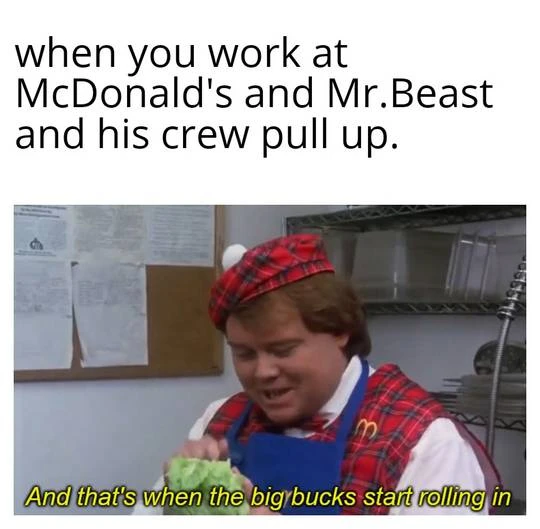 when you work at
McDonald's and Mr.Beast
and his crew pull up.
And that's when the big bucks start rolling in